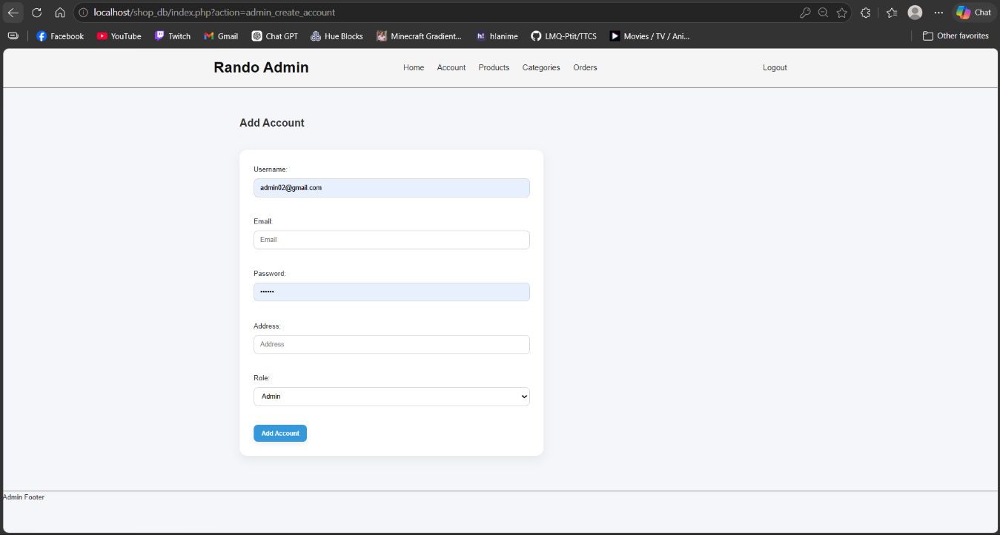 localhost/shop_db/index.php?action=admin_create_account
Chat
Facebook YouTube Twitch Gmail Chat GPT Hue Blocks Minecraft Gradient... h! h!anime LMQ-Ptit/TTCS Movies / TV / Ani... Other favorites
Rando Admin Home Account Products Categories Orders Logout
Add Account
Username:
admin02@gmail.com
Email:
Email
Password:
••••••
Address:
Address
Role:
Admin
Add Account
Admin Footer